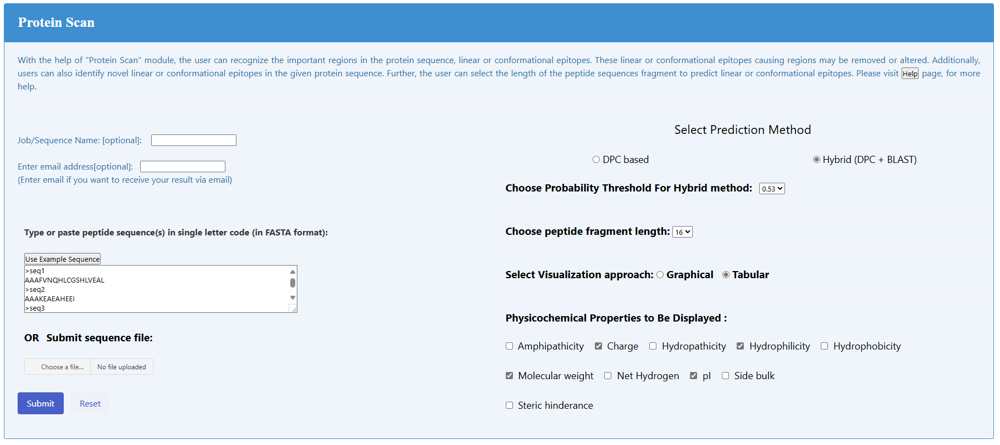 Protein Scan
With the help of "Protein Scan" module, the user can recognize the important regions in the protein sequence, linear or conformational epitopes. These linear or conformational epitopes causing regions may be removed or altered. Additionally,
users can also identify novel linear or conformational epitopes in the given protein sequence. Further, the user can select the length of the peptide sequences fragment to predict linear or conformational epitopes. Please visit Help page, for more
help.
Job/Sequence Name: [optional]:
Enter email address[optional]:
(Enter email if you want to receive your result via email)
Type or paste peptide sequence(s) in single letter code (in FASTA format):
Use Example Sequence
>seq1
AAAFVNQHLCGSHLVEAL
>seq2
AAAKEAEAHEEI
>seq3
OR Submit sequence file:
Choose a file... No file uploaded
Submit Reset
Select Prediction Method
DPC based Hybrid (DPC + BLAST)
Choose Probability Threshold For Hybrid method: 0.53
Choose peptide fragment length: 16
Select Visualization approach: Graphical Tabular
Physicochemical Properties to Be Displayed :
Amphipathicity Charge Hydropathicity Hydrophilicity Hydrophobicity
Molecular weight Net Hydrogen pI Side bulk
Steric hinderance